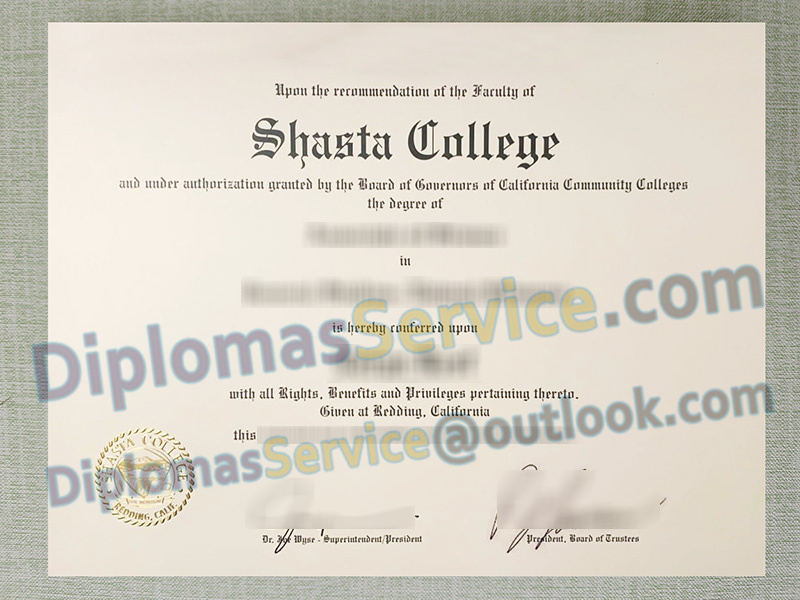 Upon the recommendation of the Faculty of
Shasta College
and under authorization granted by the Board of Governors of California Community Colleges
the degree of
in
is hereby conferred upon
DiplomasService.com
with all Rights, Benefits and Privileges pertaining thereto.
Given at Redding, California
this
DiplomasService@outlook.com
SHASTA COLLEGE
REDDING, CALIF.
Dr. Joe Wyse - Superintendent/President
President, Board of Trustees